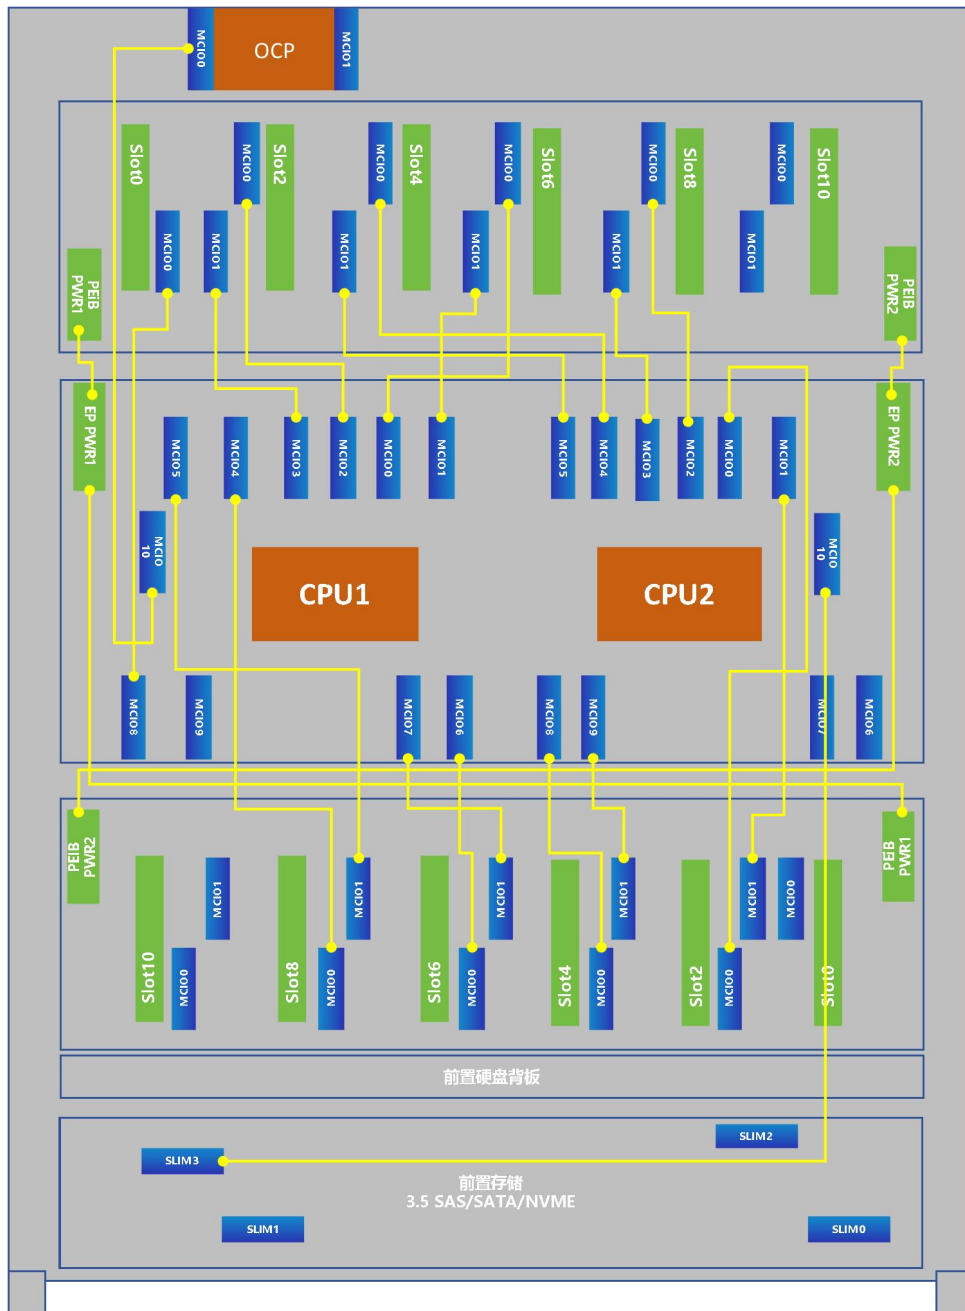 MCIO0
OCP
MCIO1
Slot0
MCIO0
Slot2
MCIO0
Slot4
MCIO0
Slot6
MCIO0
Slot8
MCIO0
Slot10
MCIO0
MCIO1
MCIO1
MCIO1
MCIO1
MCIO1
PEiB
PWR1
PEiB
PWR2
EP PWR1
EP PWR2
MCIO5
MCIO4
MCIO3
MCIO2
MCIO0
MCIO1
MCIO5
MCIO4
MCIO3
MCIO2
MCIO0
MCIO1
MCIO
10
MCIO
10
CPU1
CPU2
MCIO8
MCIO9
MCIO7
MCIO6
MCIO8
MCIO9
MCIO7
MCIO6
PEiB
PWR2
PEiB
PWR1
MCIO1
MCIO1
MCIO1
MCIO1
MCIO1
MCIO0
Slot10
MCIO0
Slot8
MCIO0
Slot6
MCIO0
Slot4
MCIO0
Slot2
MCIO0
Slot0
前置硬盘背板
SLIM2
SLIM3
前置存储
3.5 SAS/SATA/NVME
SLIM1
SLIM0